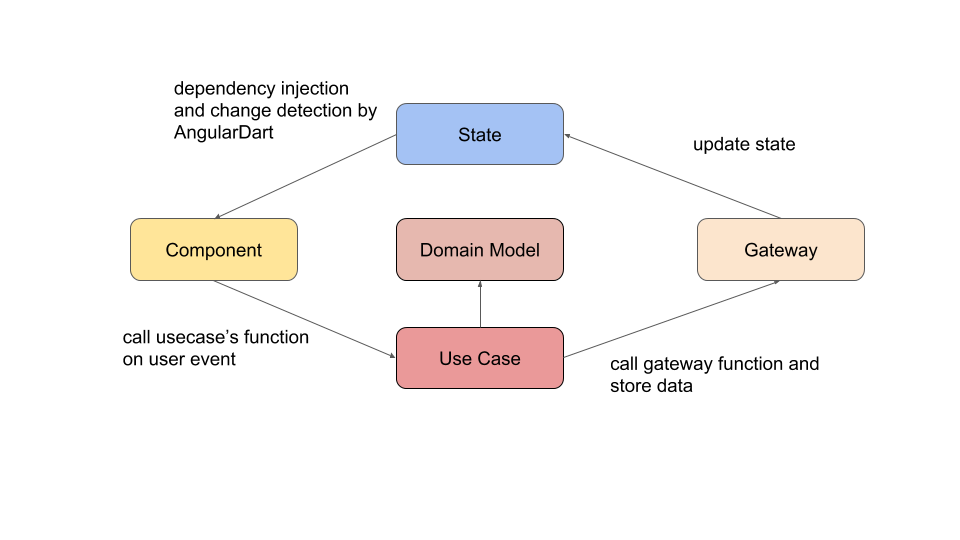 dependency injection
and change detection by
AngularDart
State
update state
Component
Domain Model
Gateway
call usecase’s function
on user event
Use Case
call gateway function and
store data